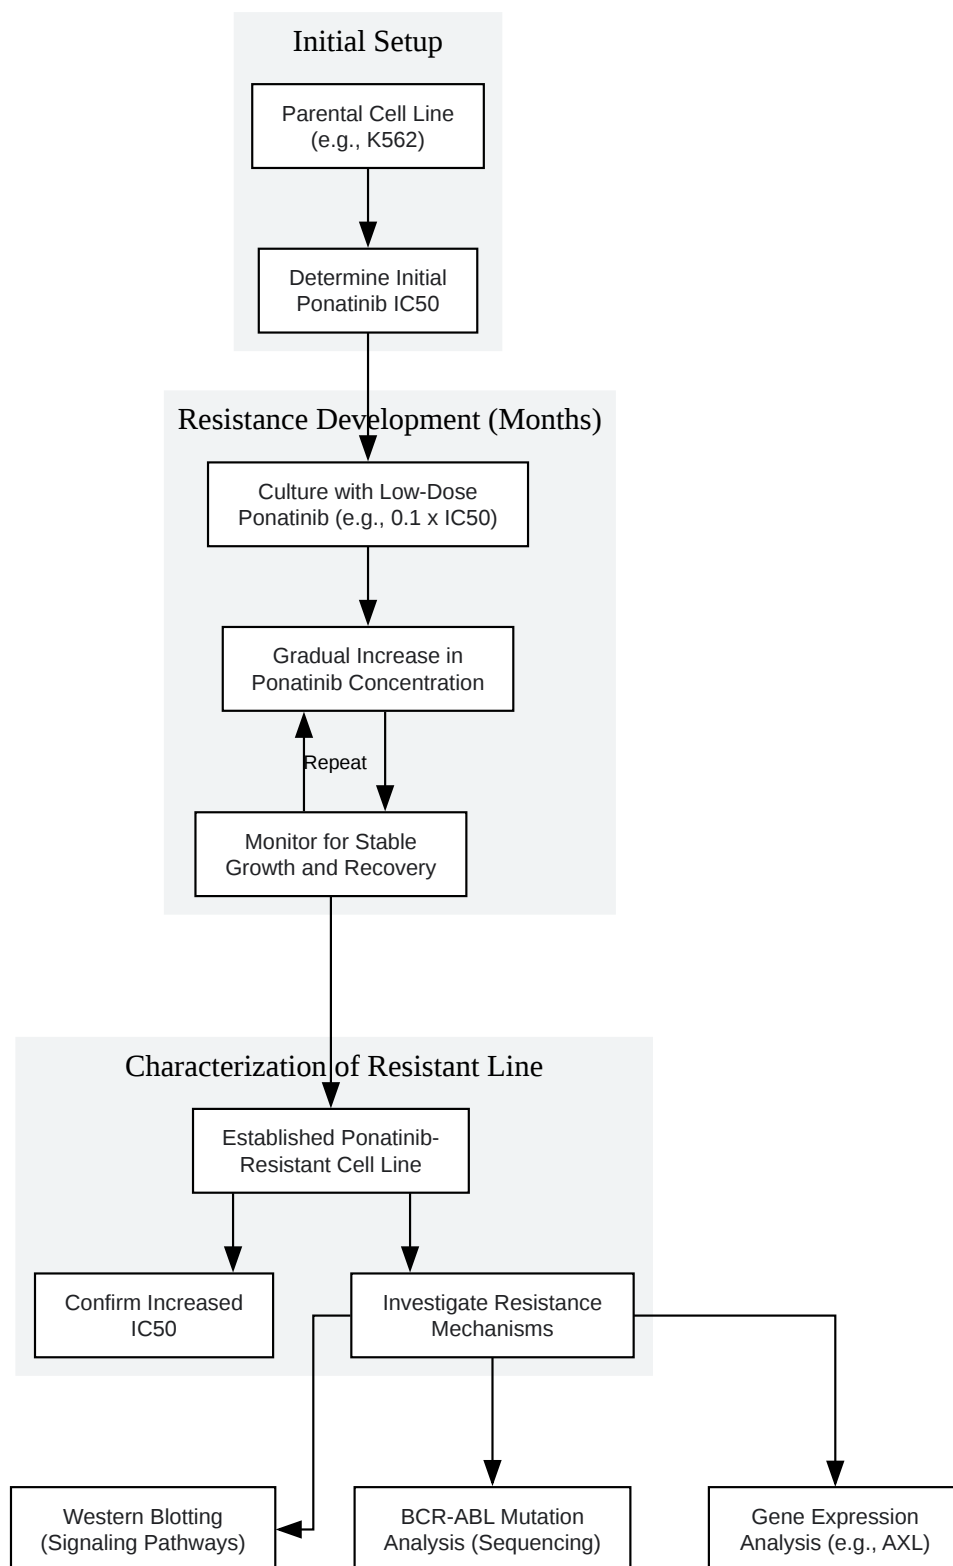 Initial Setup
Parental Cell Line
(e.g., K562)
Determine Initial
Ponatinib IC50
Resistance Development (Months)
Culture with Low-Dose
Ponatinib (e.g., 0.1 x IC50)
Gradual Increase in
Ponatinib Concentration
Repeat
Monitor for Stable
Growth and Recovery
Characterization of Resistant Line
Established Ponatinib-
Resistant Cell Line
Confirm Increased
IC50
Investigate Resistance
Mechanisms
Western Blotting
(Signaling Pathways)
BCR-ABL Mutation
Analysis (Sequencing)
Gene Expression
Analysis (e.g., AXL)